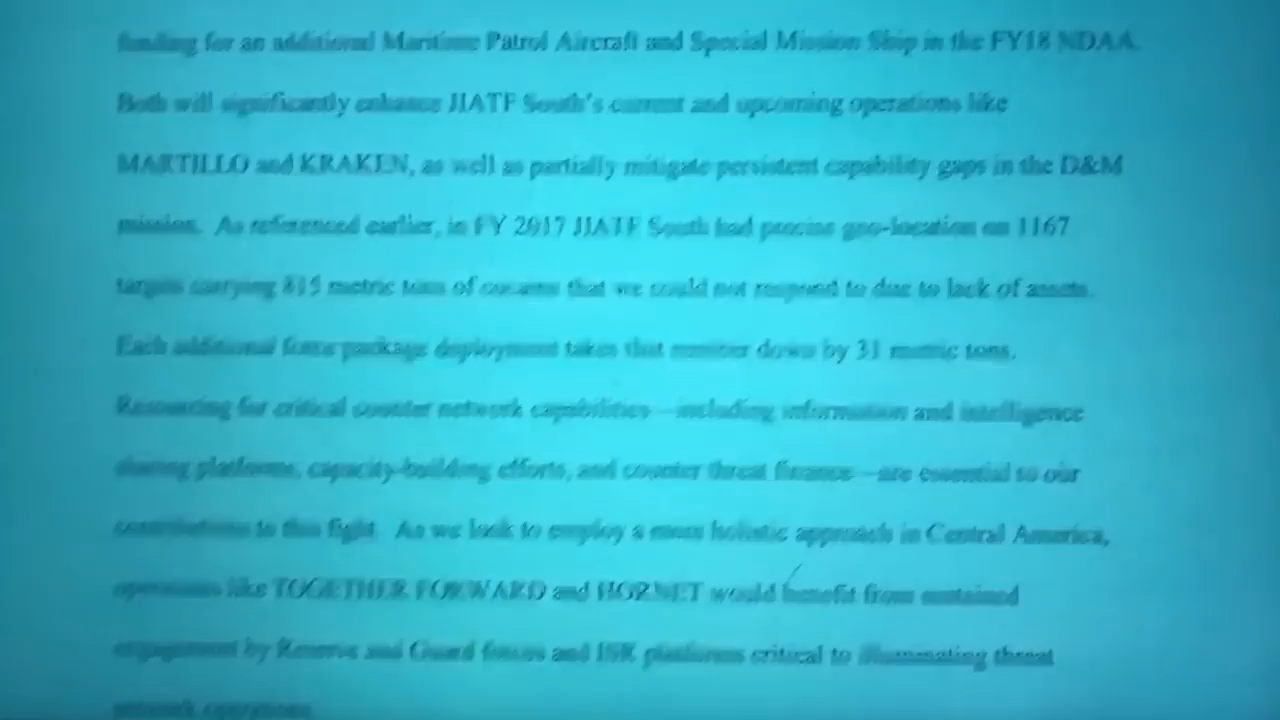 funding for an additional Maritime Patrol Aircraft and Special Mission Ship in the FY18 NDAA.
Both will significantly enhance JIATF South's current and upcoming operations like
MARTILLO and KRAKEN, as well as partially mitigate persistent capability gaps in the D&M
mission. As referenced earlier, in FY 2017 JIATF South had precise geo-location on 1167
targets carrying 815 metric tons of cocaine that we could not respond to due to lack of assets.
Each additional force package deployment takes that number down by 31 metric tons.
Resourcing for critical counter network capabilities—including information and intelligence
sharing platforms, capacity-building efforts, and counter threat finance—are essential to our
contributions to this fight. As we look to employ a more holistic approach in Central America,
operations like TOGETHER FORWARD and HORNET would benefit from sustained
engagement by Reserve and Guard forces and ISR platforms critical to illuminating threat
network operations.